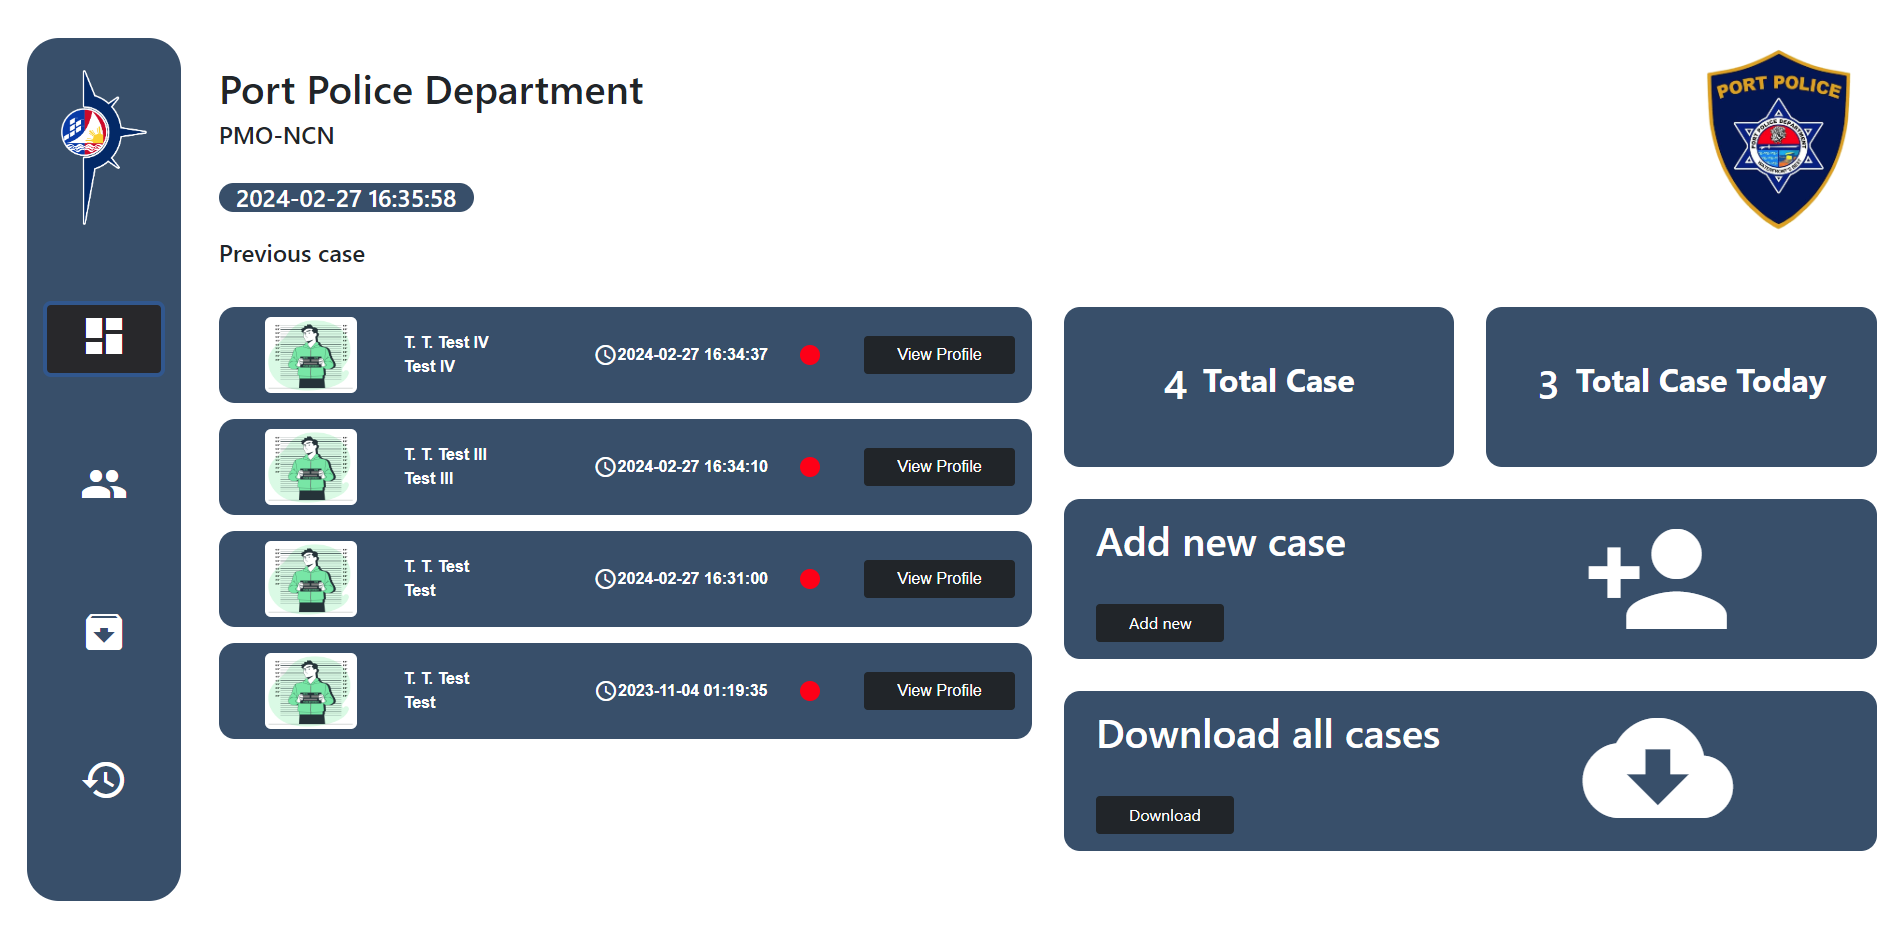 Port Police Department
PMO-NCN
PORT POLICE
PORT POLICE DEPARTMENT
2024-02-27 16:35:58
Previous case
T. T. Test IV
Test IV
2024-02-27 16:34:37
View Profile
T. T. Test III
Test III
2024-02-27 16:34:10
View Profile
T. T. Test
Test
2024-02-27 16:31:00
View Profile
T. T. Test
Test
2023-11-04 01:19:35
View Profile
4 Total Case
3 Total Case Today
Add new case
Add new
Download all cases
Download